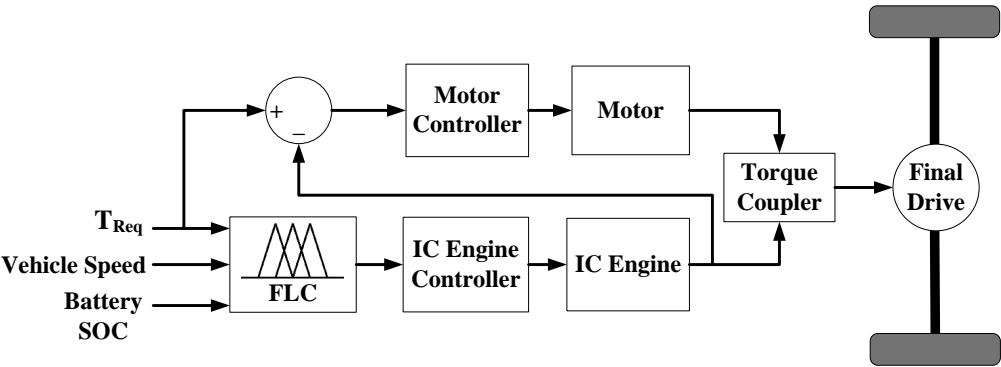 +
−
Motor
Controller
Motor
Torque
Coupler
Final
Drive
TReq
Vehicle Speed
Battery
SOC
FLC
IC Engine
Controller
IC Engine